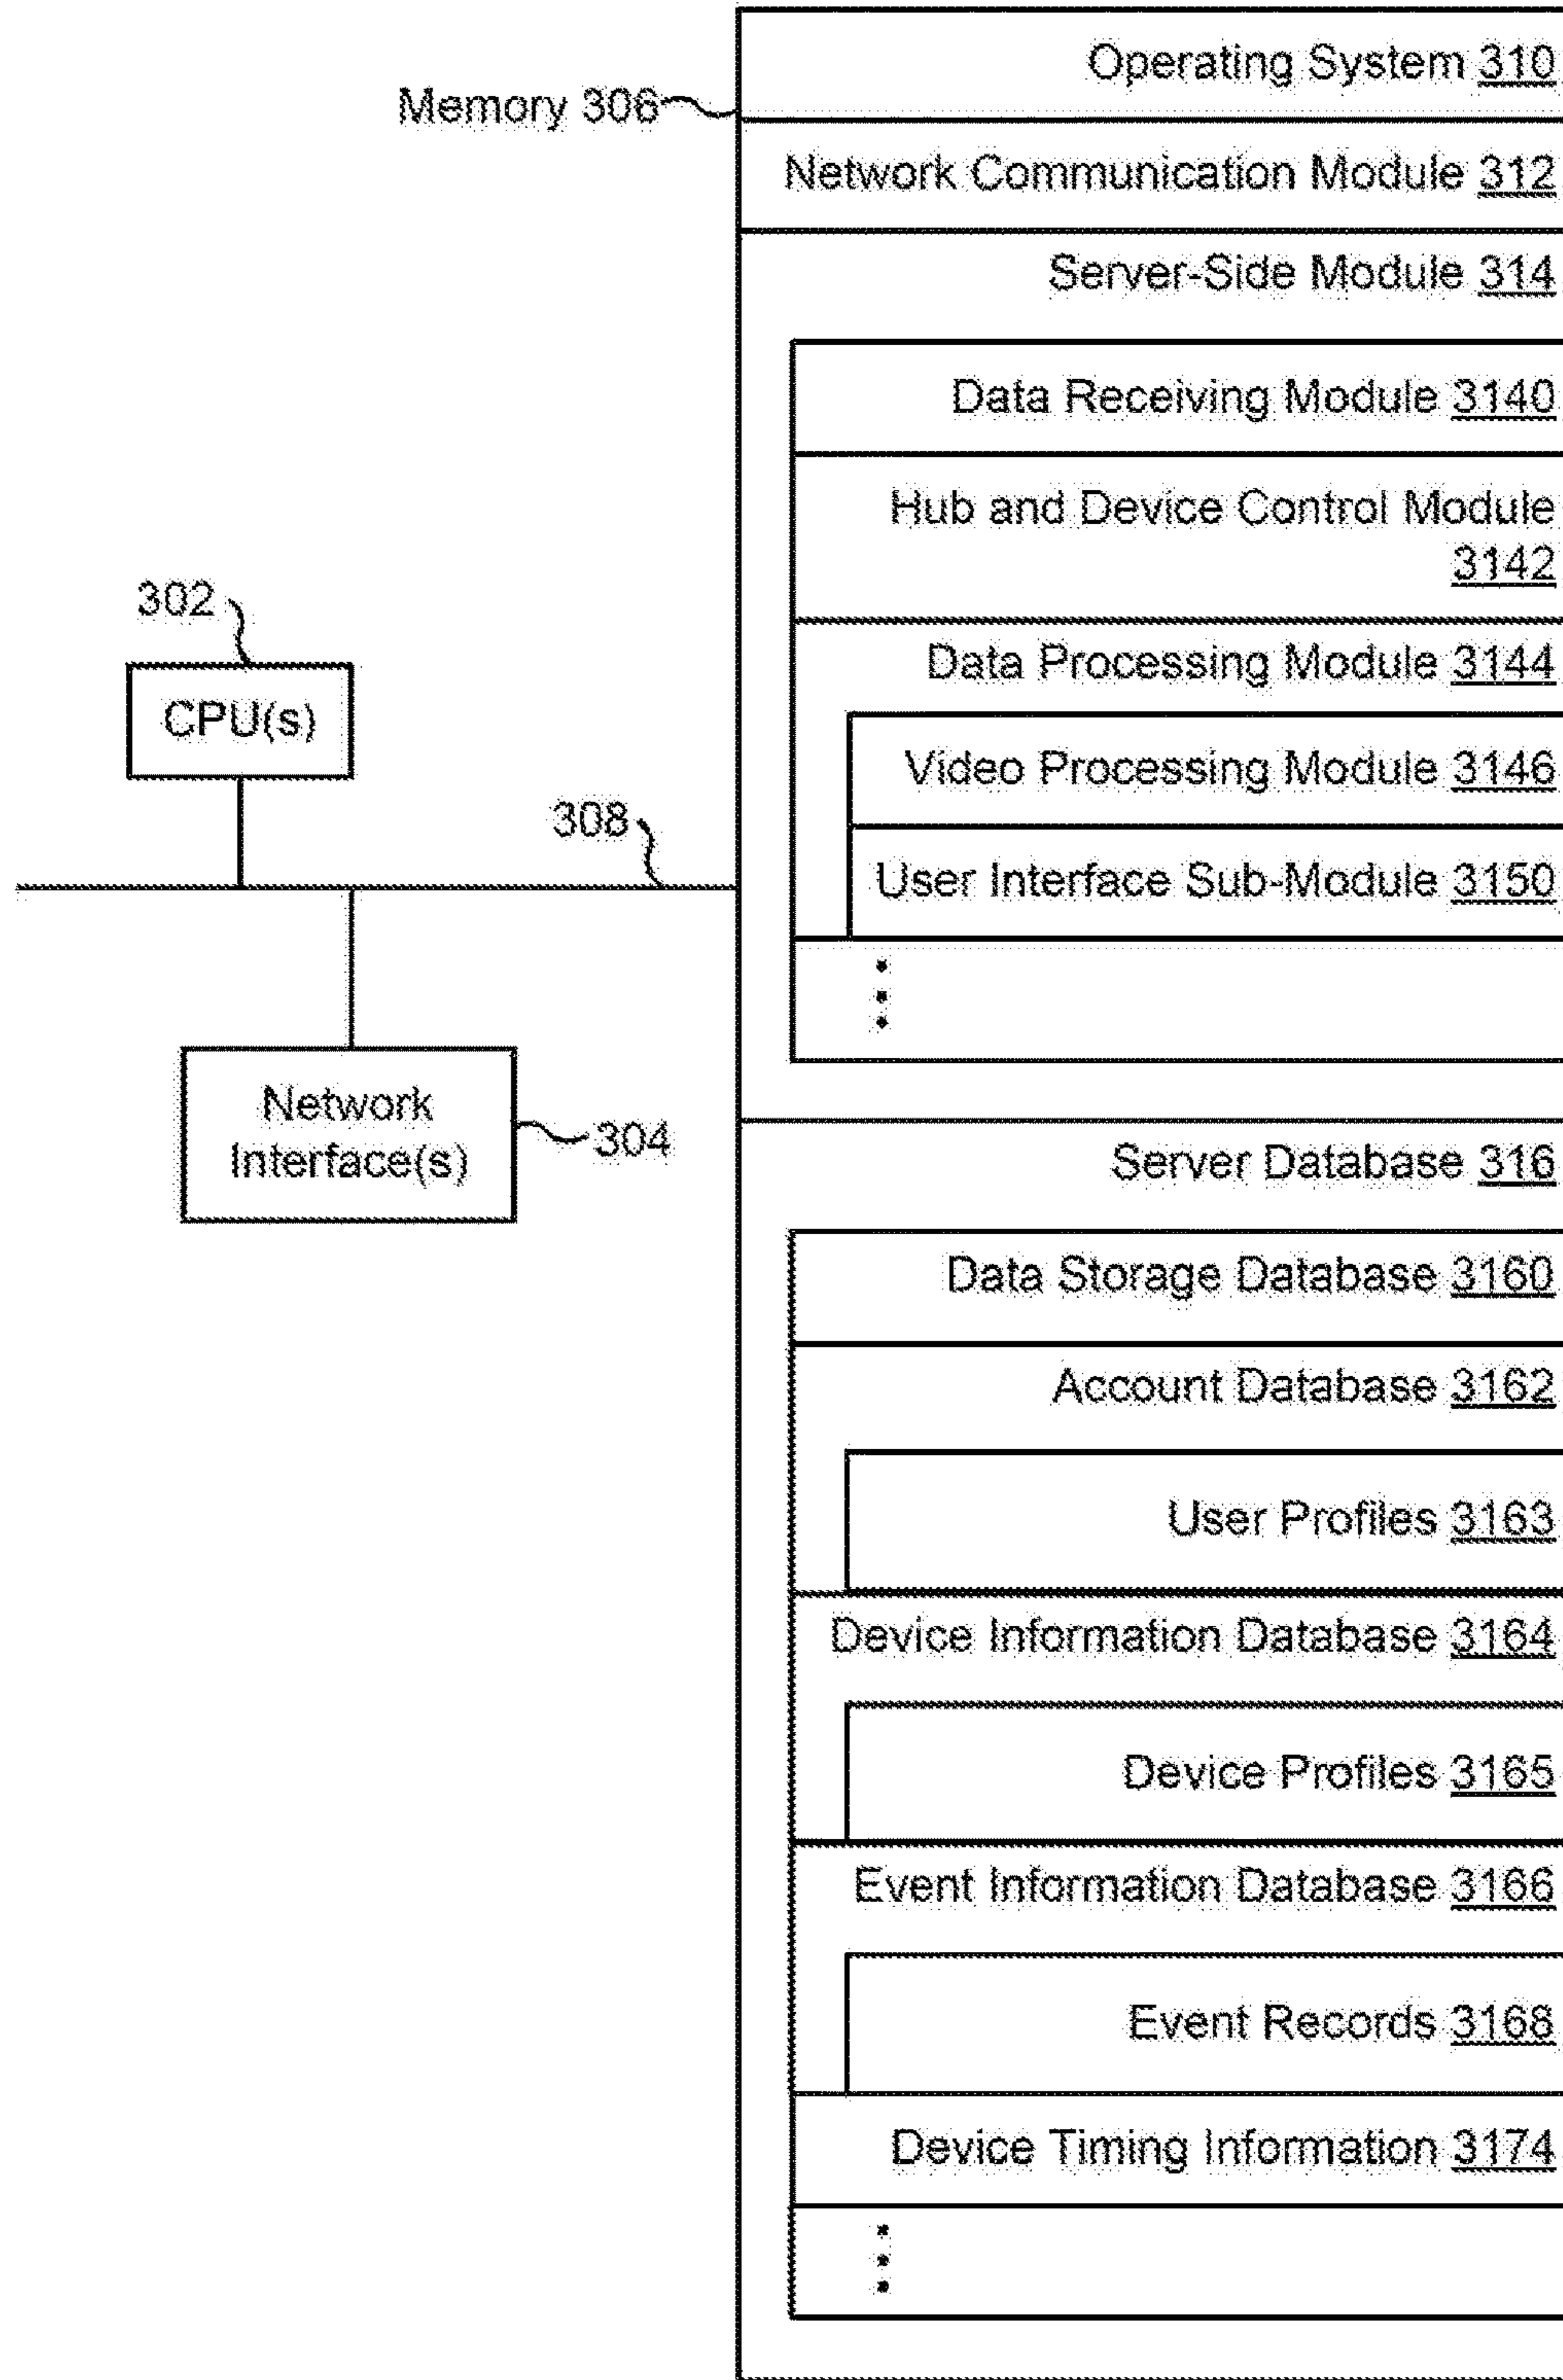 Memory 306
Operating System 310
Network Communication Module 312
Server-Side Module 314
Data Receiving Module 3140
Hub and Device Control Module
3142
Data Processing Module 3144
Video Processing Module 3146
User Interface Sub-Module 3150
302
CPU(s)
308
Network
Interface(s)
304
Server Database 316
Data Storage Database 3160
Account Database 3162
User Profiles 3163
Device Information Database 3164
Device Profiles 3165
Event Information Database 3166
Event Records 3168
Device Timing Information 3174